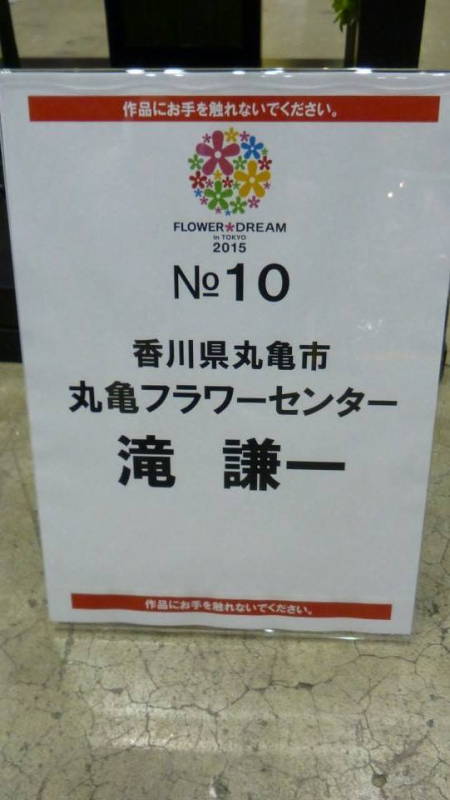 作品にお手を触れないでください。
FLOWER★DREAM
in TOKYO
2015
№10
香川県丸亀市
丸亀フラワーセンター
滝 謙一
作品にお手を触れないでください。